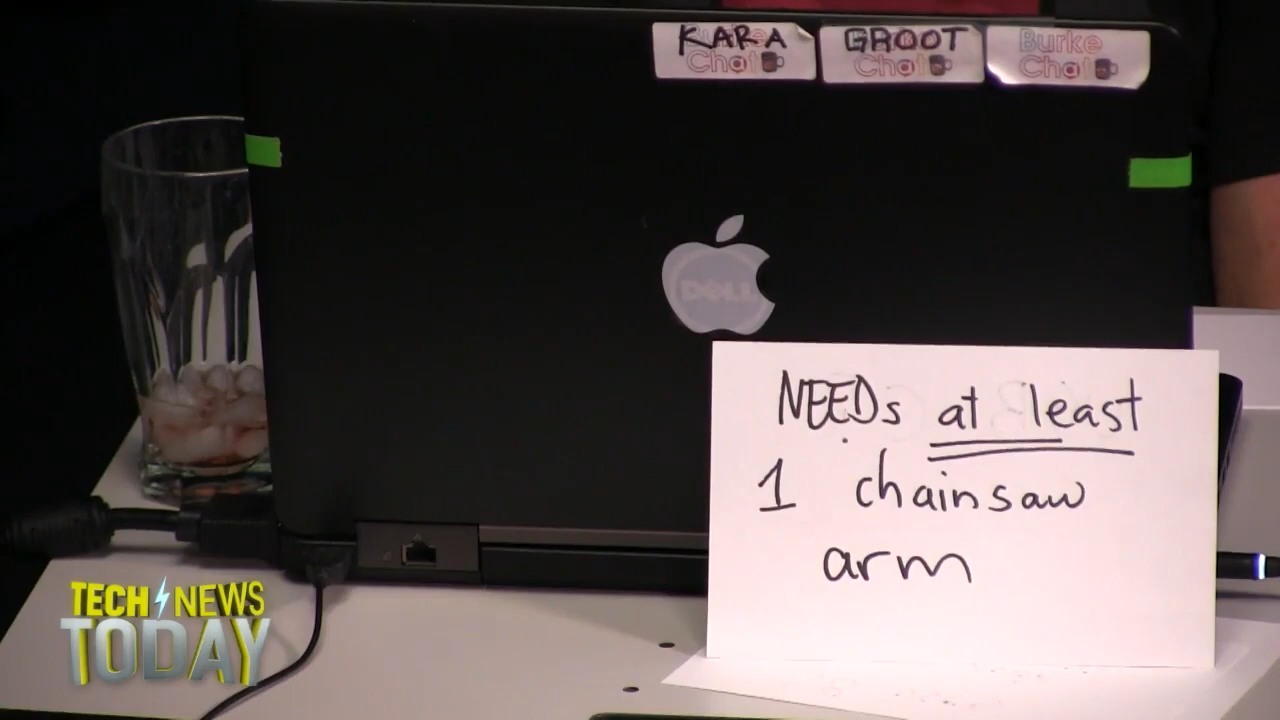 KARA
GROOT
Burke
Chat
Chat
Chat
DELL
NEEDs at least
1 chainsaw
arm
TECH NEWS
TODAY